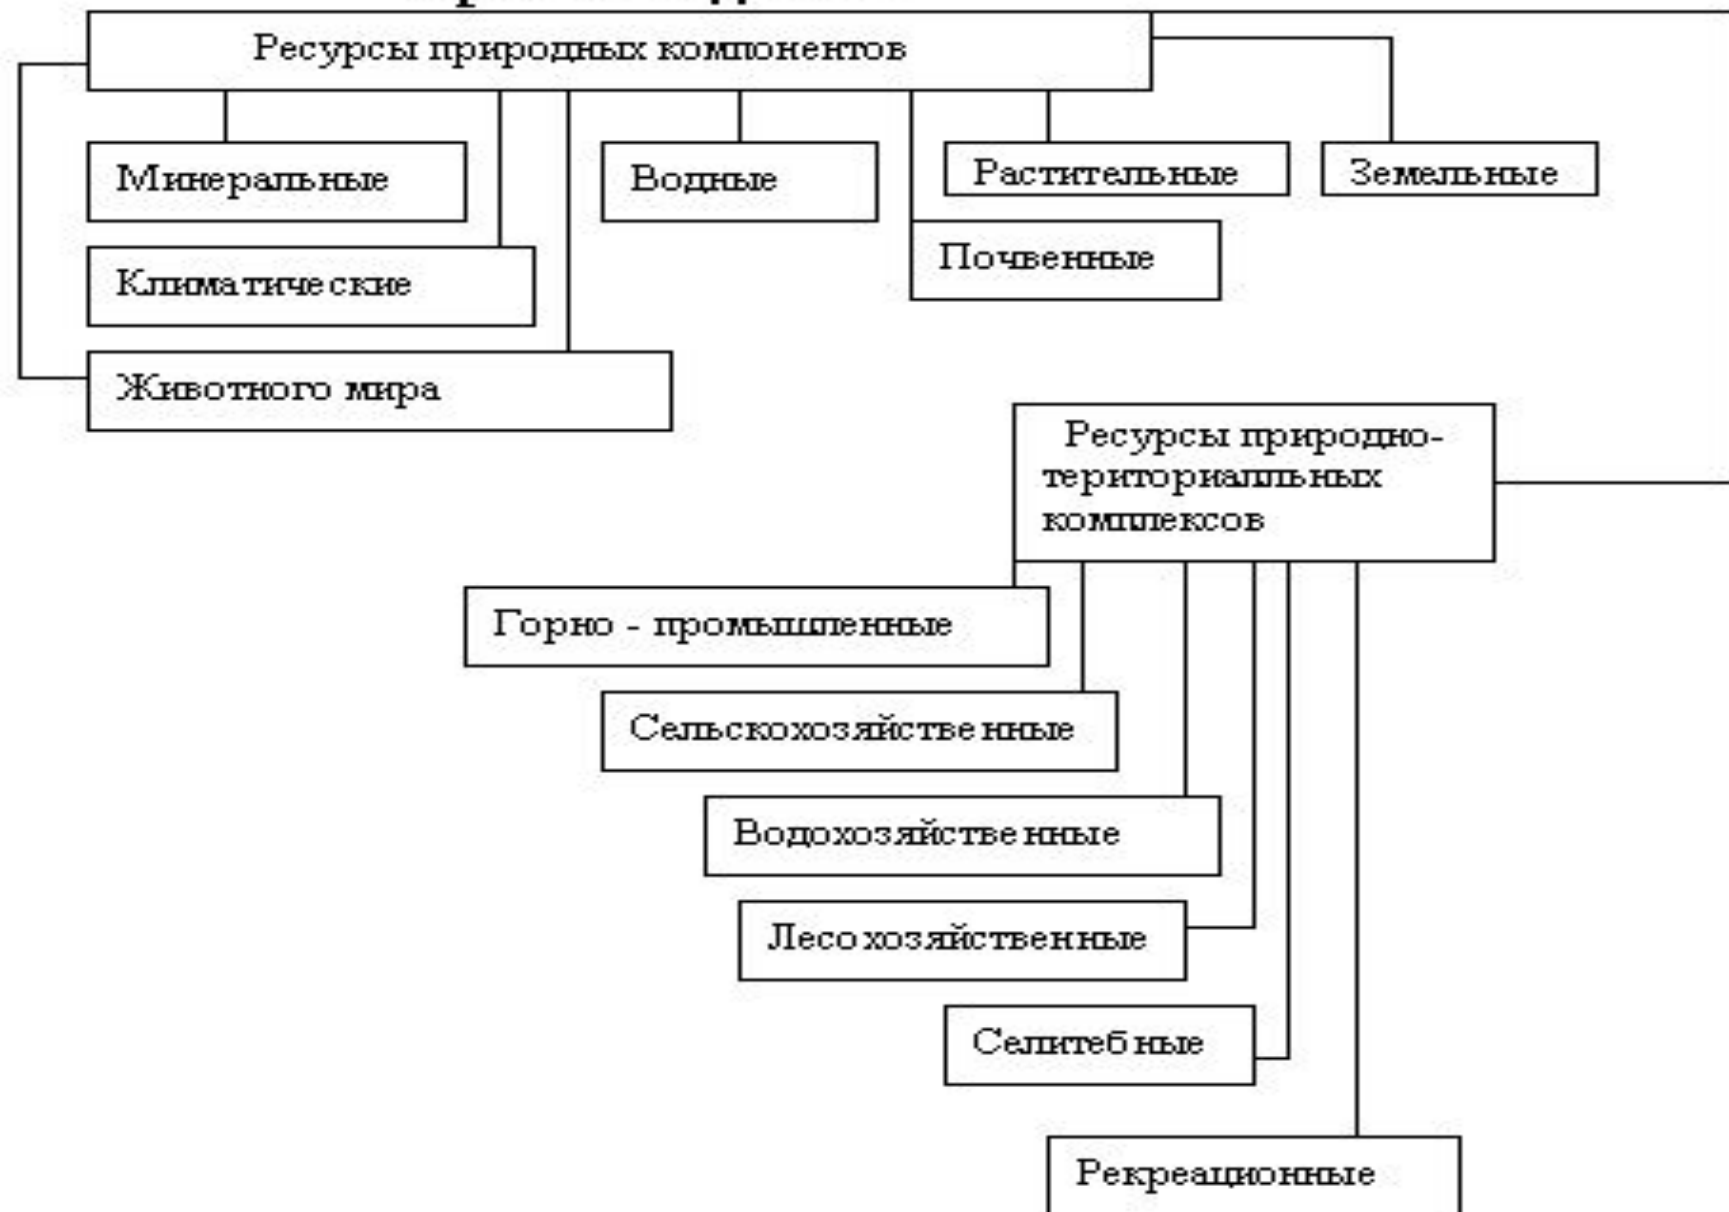 Ресурсы природных компонентов
Минеральные
Водные
Растительные
Земельные
Почвенные
Климатические
Животного мира
Ресурсы природно-
територialльных
комплексов
Горно - промышленные
Сельскохозяйственные
Водохозяйственные
Лесохозяйственные
Селитебные
Рекреационные